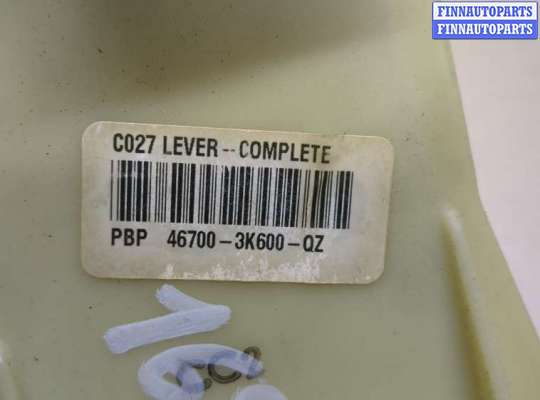 FINNAUTOPARTS
FINNAUTOPARTS
C027 LEVER--COMPLETE
PBP 46700-3K600-QZ